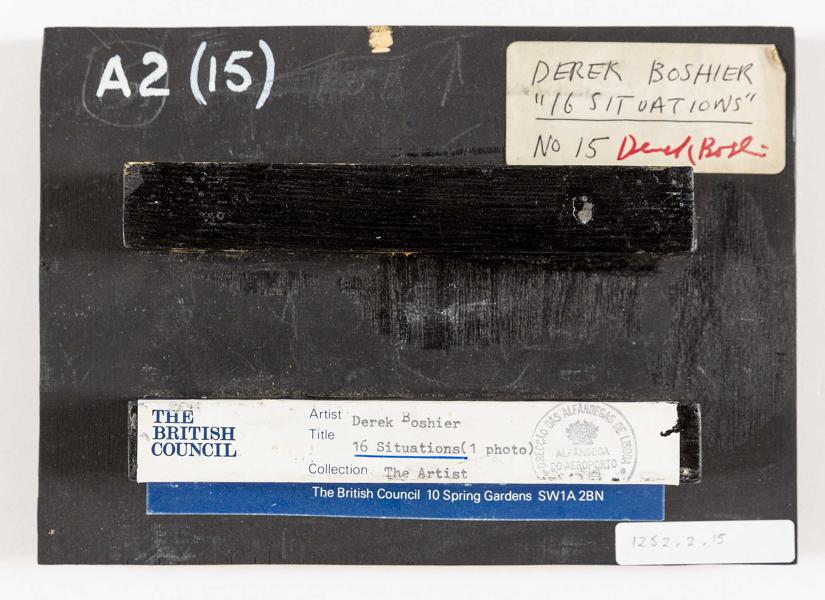 A2 (15)
DEREK BOSHIER
"16 SITUATIONS"
No 15 Derek Boshier
THE
BRITISH
COUNCIL
Artist Derek Boshier
Title 16 Situations(1 photo)
Collection The Artist
DIRECÇÃO DAS ALFÂNDEGAS DE LISBOA
ALFÂNDEGA
DO AEROPORTO
The British Council 10 Spring Gardens SW1A 2BN
1252.2.15